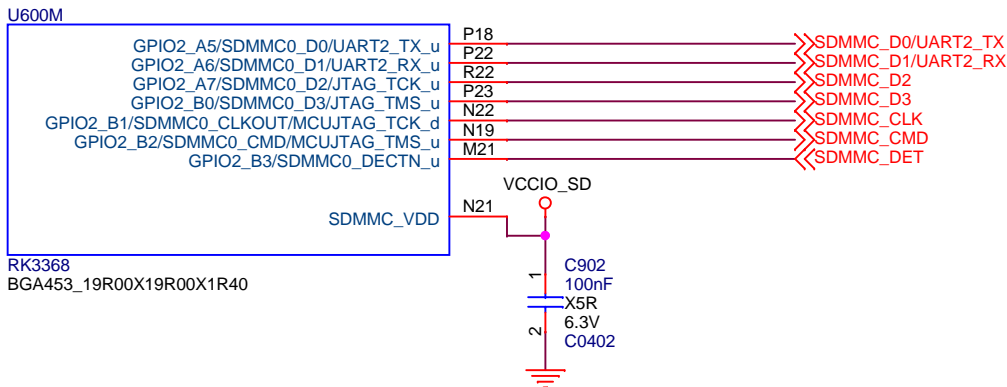 U600M
GPIO2_A5/SDMMC0_D0/UART2_TX_u P18 SDMMC_D0/UART2_TX
GPIO2_A6/SDMMC0_D1/UART2_RX_u P22 SDMMC_D1/UART2_RX
GPIO2_A7/SDMMC0_D2/JTAG_TCK_u R22 SDMMC_D2
GPIO2_B0/SDMMC0_D3/JTAG_TMS_u P23 SDMMC_D3
GPIO2_B1/SDMMC0_CLKOUT/MCUJTAG_TCK_d N22 SDMMC_CLK
GPIO2_B2/SDMMC0_CMD/MCUJTAG_TMS_u N19 SDMMC_CMD
GPIO2_B3/SDMMC0_DECTN_u M21 SDMMC_DET
VCCIO_SD
SDMMC_VDD N21
RK3368
BGA453_19R00X19R00X1R40
1
2
C902
100nF
X5R
6.3V
C0402